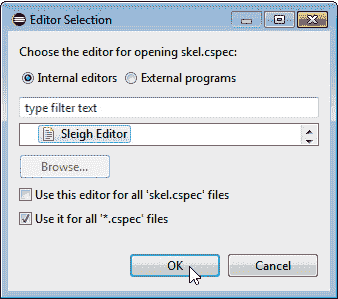 Editor Selection
Choose the editor for opening skel.cspec:
Internal editors External programs
type filter text
Sleigh Editor
Browse...
Use this editor for all 'skel.cspec' files
Use it for all '*.cspec' files
OK Cancel